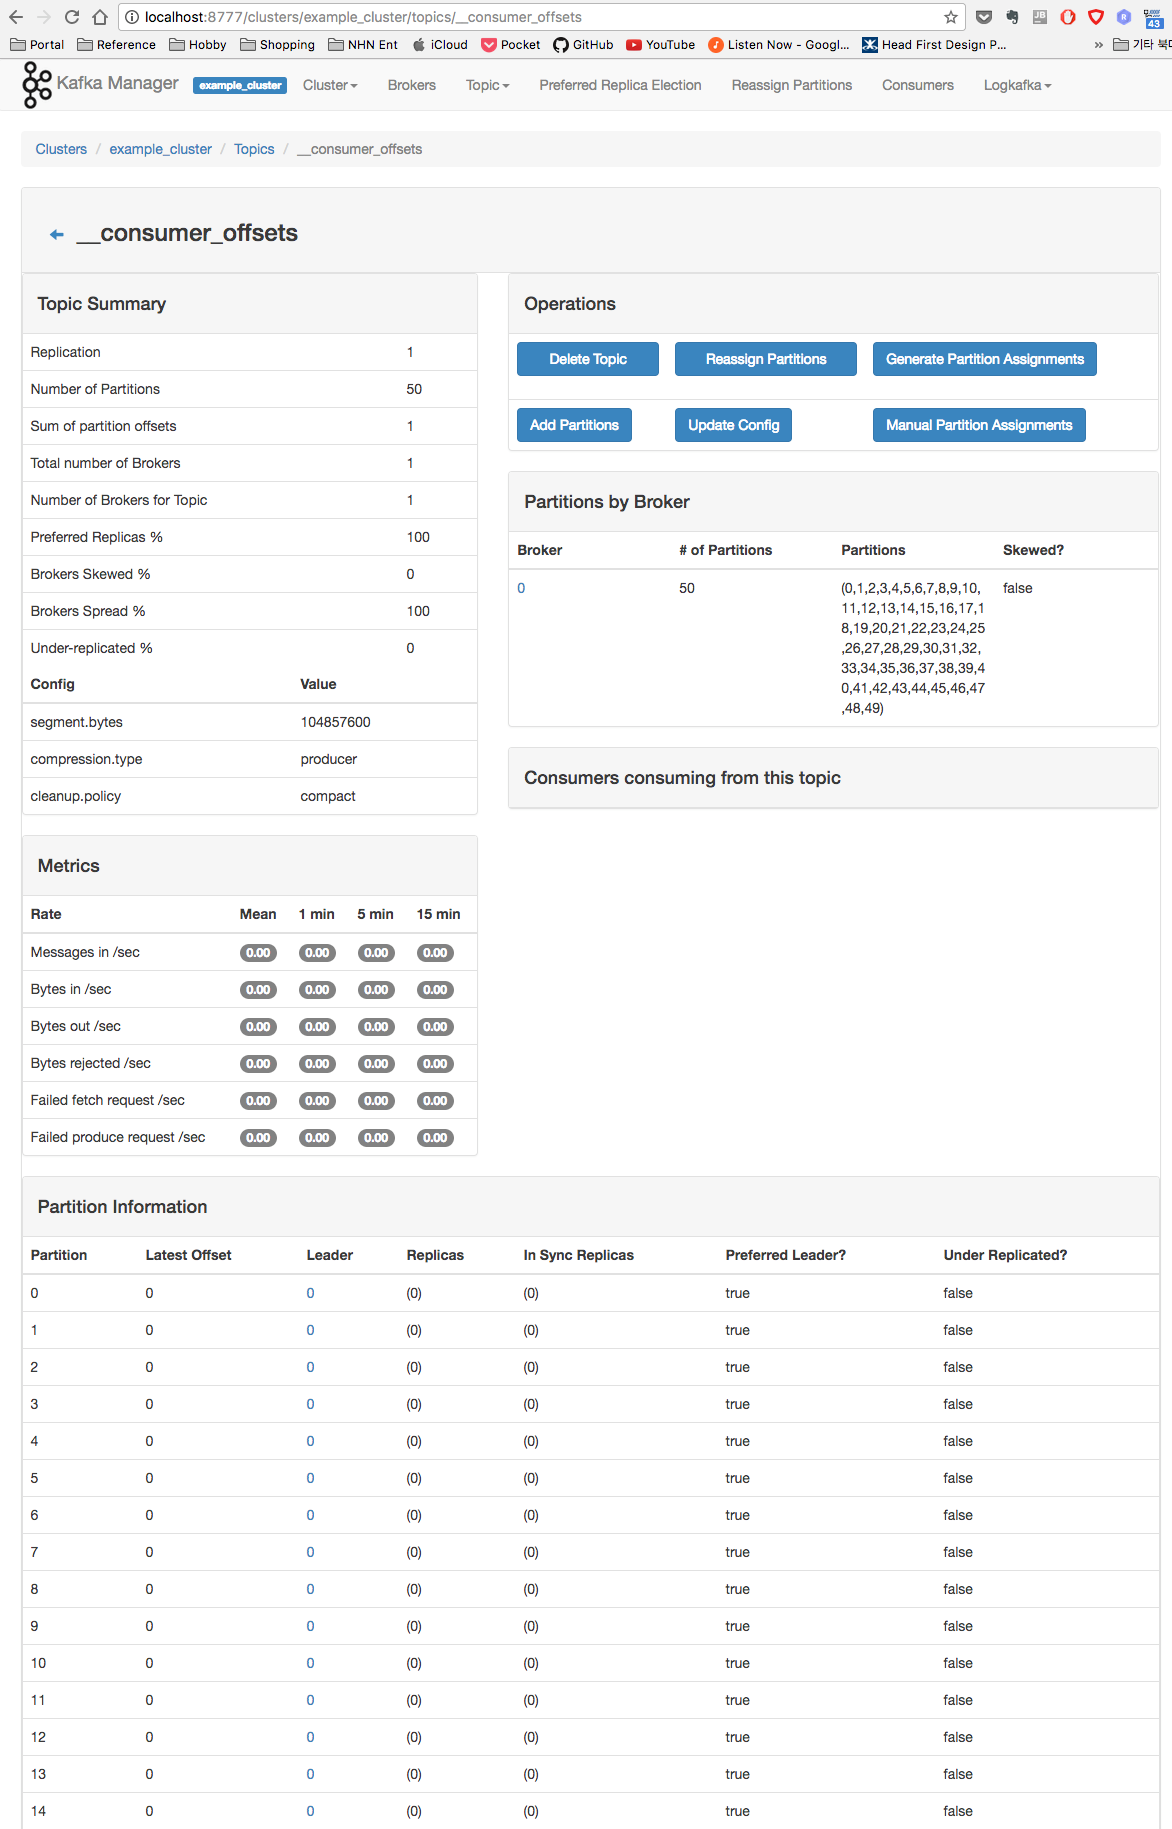 localhost:8777/clusters/example_cluster/topics/__consumer_offsets
43
Portal Reference Hobby Shopping NHN Ent iCloud Pocket GitHub YouTube Listen Now - Googl... Head First Design P... »
Kafka Manager example_cluster Cluster Brokers Topic Preferred Replica Election Reassign Partitions Consumers Logkafka
Clusters / example_cluster / Topics / __consumer_offsets
__consumer_offsets
Topic Summary
Replication 1
Number of Partitions 50
Sum of partition offsets 1
Total number of Brokers 1
Number of Brokers for Topic 1
Preferred Replicas % 100
Brokers Skewed % 0
Brokers Spread % 100
Under-replicated % 0
Config Value
segment.bytes 104857600
compression.type producer
cleanup.policy compact
Operations
Delete Topic Reassign Partitions Generate Partition Assignments
Add Partitions Update Config Manual Partition Assignments
Partitions by Broker
Broker # of Partitions Partitions Skewed?
0 50 (0,1,2,3,4,5,6,7,8,9,10, false
11,12,13,14,15,16,17,1
8,19,20,21,22,23,24,25
,26,27,28,29,30,31,32,
33,34,35,36,37,38,39,4
0,41,42,43,44,45,46,47
,48,49)
Consumers consuming from this topic
Metrics
Rate Mean 1 min 5 min 15 min
Messages in /sec 0.00 0.00 0.00 0.00
Bytes in /sec 0.00 0.00 0.00 0.00
Bytes out /sec 0.00 0.00 0.00 0.00
Bytes rejected /sec 0.00 0.00 0.00 0.00
Failed fetch request /sec 0.00 0.00 0.00 0.00
Failed produce request /sec 0.00 0.00 0.00 0.00
Partition Information
Partition Latest Offset Leader Replicas In Sync Replicas Preferred Leader? Under Replicated?
0 0 0 (0) (0) true false
1 0 0 (0) (0) true false
2 0 0 (0) (0) true false
3 0 0 (0) (0) true false
4 0 0 (0) (0) true false
5 0 0 (0) (0) true false
6 0 0 (0) (0) true false
7 0 0 (0) (0) true false
8 0 0 (0) (0) true false
9 0 0 (0) (0) true false
10 0 0 (0) (0) true false
11 0 0 (0) (0) true false
12 0 0 (0) (0) true false
13 0 0 (0) (0) true false
14 0 0 (0) (0) true false